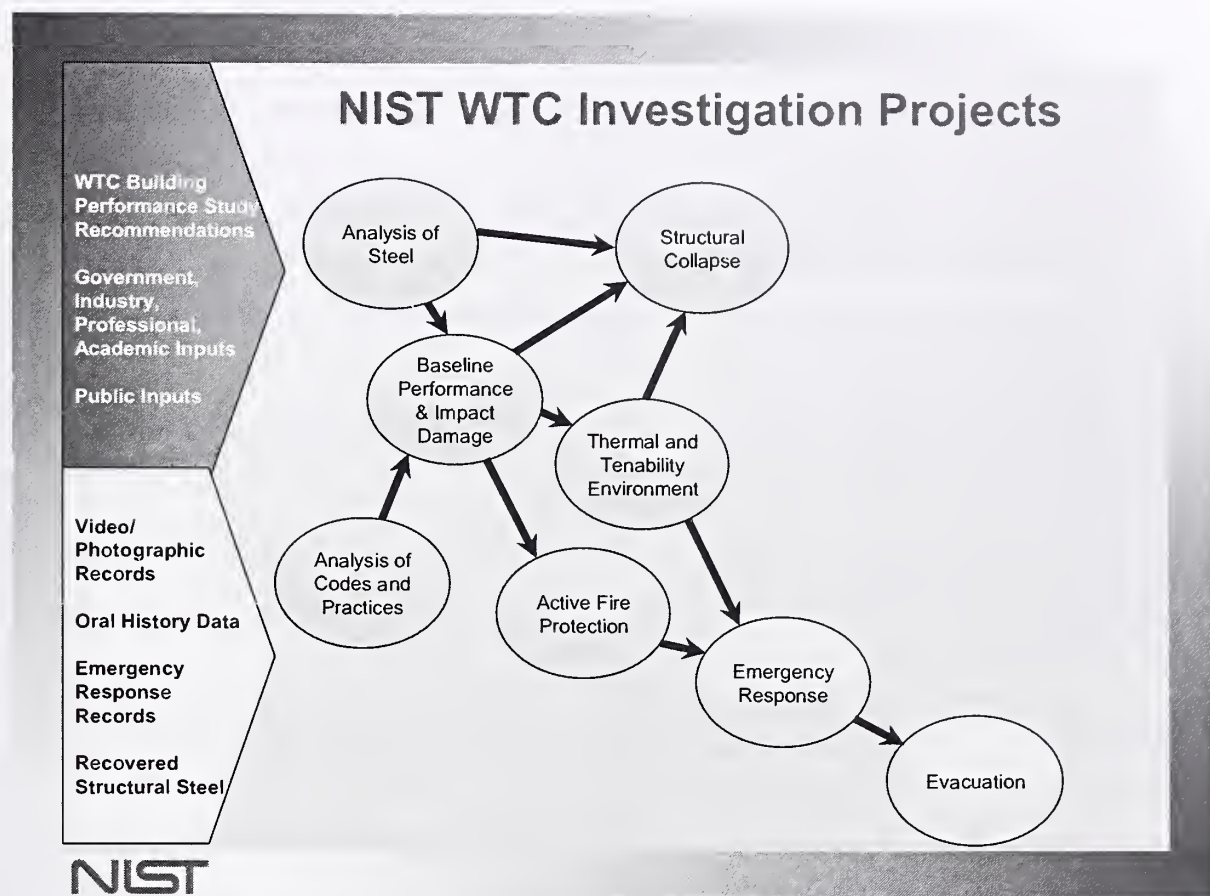 NIST WTC Investigation Projects
WTC Building
Performance Study
Recommendations
Government,
Industry,
Professional,
Academic Inputs
Public Inputs
Video/
Photographic
Records
Oral History Data
Emergency
Response
Records
Recovered
Structural Steel
Analysis of
Steel
Structural
Collapse
Baseline
Performance
& Impact
Damage
Thermal and
Tenability
Environment
Analysis of
Codes and
Practices
Active Fire
Protection
Emergency
Response
Evacuation
NIST